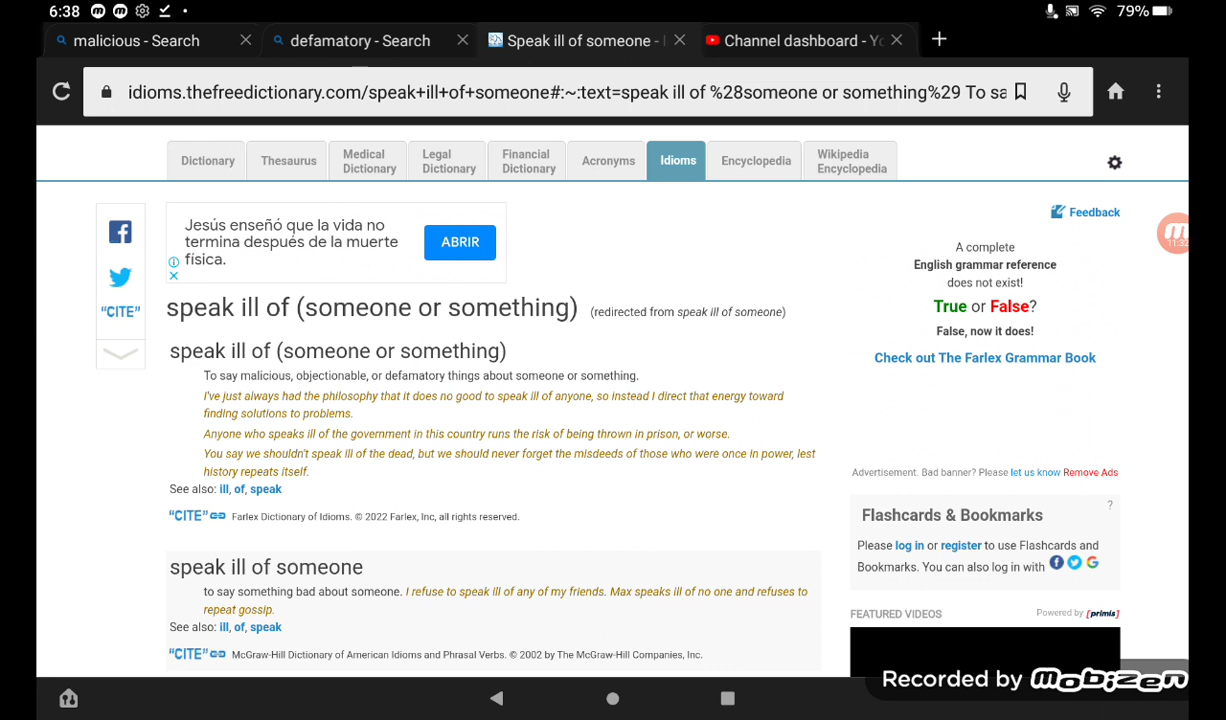 6:38
79%
malicious - Search
defamatory - Search
Speak ill of someone -
Channel dashboard - Yo
idioms.thefreedictionary.com/speak+ill+of+someone#:~:text=speak ill of %28someone or something%29 To sa
Dictionary
Thesaurus
Medical Dictionary
Legal Dictionary
Financial Dictionary
Acronyms
Idioms
Encyclopedia
Wikipedia Encyclopedia
Feedback
Jesús enseñó que la vida no
termina después de la muerte
física.
ABRIR
"CITE"
A complete
English grammar reference
does not exist!
True or False?
False, now it does!
Check out The Farlex Grammar Book
11:32
speak ill of (someone or something) (redirected from speak ill of someone)
speak ill of (someone or something)
To say malicious, objectionable, or defamatory things about someone or something.
I've just always had the philosophy that it does no good to speak ill of anyone, so instead I direct that energy toward
finding solutions to problems.
Anyone who speaks ill of the government in this country runs the risk of being thrown in prison, or worse.
You say we shouldn't speak ill of the dead, but we should never forget the misdeeds of those who were once in power, lest
history repeats itself.
See also: ill, of, speak
"CITE" Farlex Dictionary of Idioms. © 2022 Farlex, Inc, all rights reserved.
Advertisement. Bad banner? Please let us know Remove Ads
Flashcards & Bookmarks ?
Please log in or register to use Flashcards and
Bookmarks. You can also log in with
speak ill of someone
to say something bad about someone. I refuse to speak ill of any of my friends. Max speaks ill of no one and refuses to
repeat gossip.
See also: ill, of, speak
"CITE" McGraw-Hill Dictionary of American Idioms and Phrasal Verbs. © 2002 by The McGraw-Hill Companies, Inc.
FEATURED VIDEOS
Powered by [primis]
Recorded by mobizen